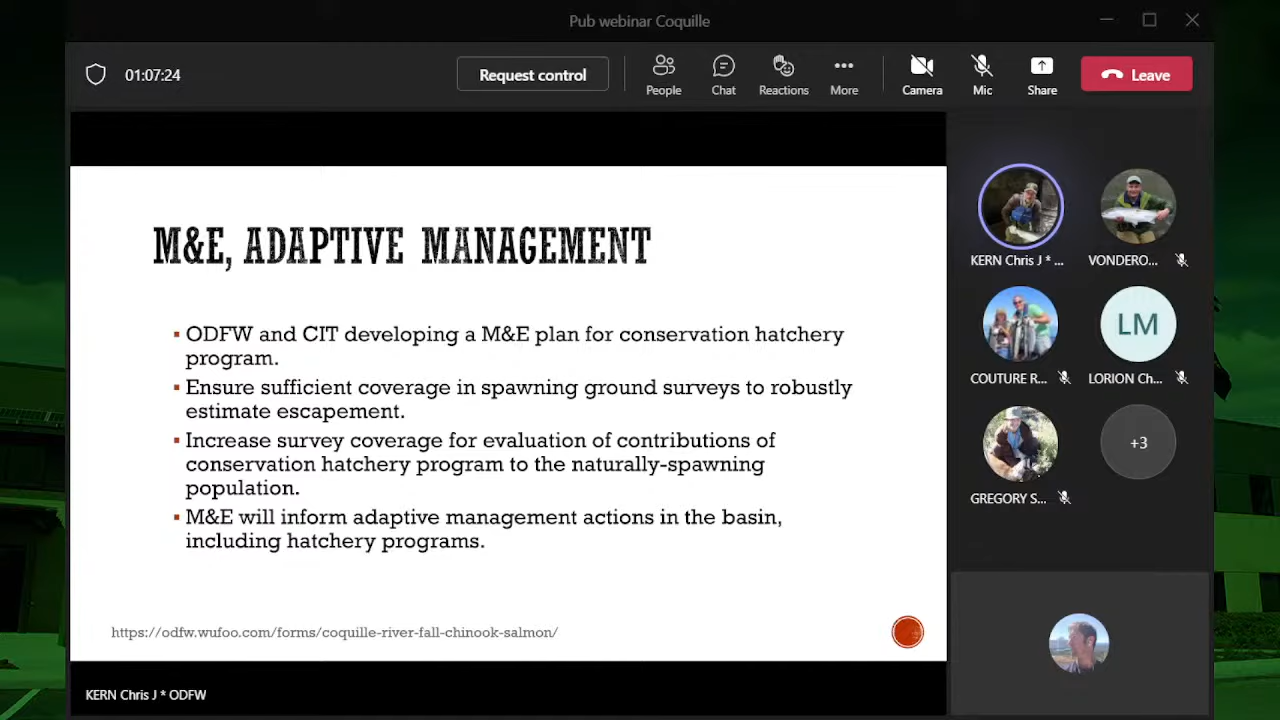 Pub webinar Coquille
01:07:24
Request control
People
Chat
Reactions
More
Camera
Mic
Share
Leave
M&E, ADAPTIVE MANAGEMENT
▪ ODFW and CIT developing a M&E plan for conservation hatchery
program.
▪ Ensure sufficient coverage in spawning ground surveys to robustly
estimate escapement.
▪ Increase survey coverage for evaluation of contributions of
conservation hatchery program to the naturally-spawning
population.
▪ M&E will inform adaptive management actions in the basin,
including hatchery programs.
https://odfw.wufoo.com/forms/coquille-river-fall-chinook-salmon/
KERN Chris J * ODFW
KERN Chris J * ...
VONDERO...
COUTURE R...
LM
LORION Ch...
GREGORY S...
+3